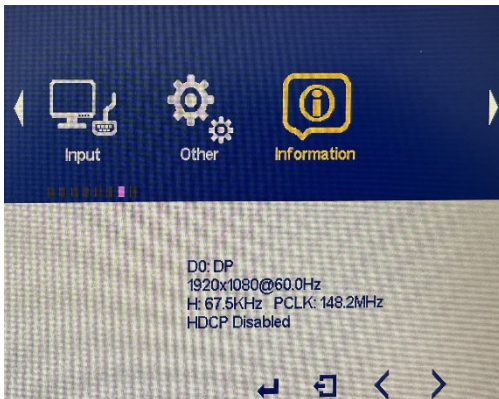 Input
Other
Information
D0: DP
1920x1080@60.0Hz
H: 67.5KHz PCLK: 148.2MHz
HDCP Disabled